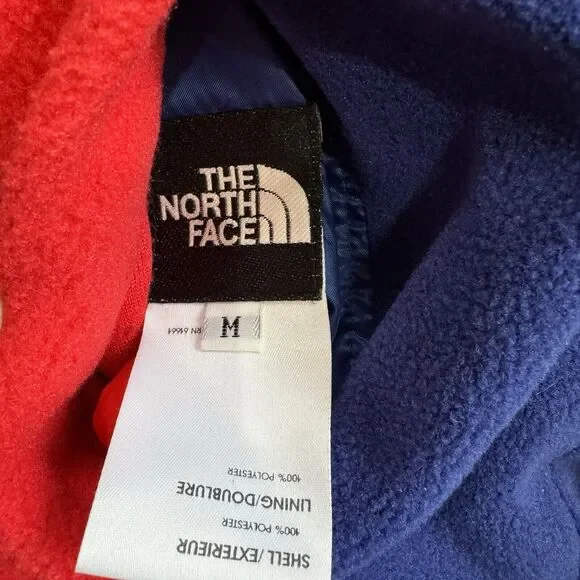 THE
NORTH
FACE
M
RN 61661
SHELL/EXTERIEUR
100% POLYESTER
LINING/DOUBLURE
100% POLYESTER